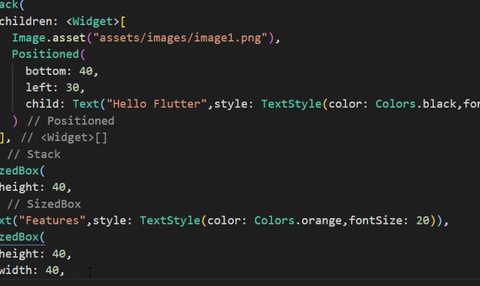 ack(
children: <Widget>[
Image.asset("assets/images/image1.png"),
Positioned(
bottom: 40,
left: 30,
child: Text("Hello Flutter",style: TextStyle(color: Colors.black,fon
) // Positioned
], // <Widget>[]
// Stack
zedBox(
height: 40,
// SizedBox
xt("Features",style: TextStyle(color: Colors.orange,fontSize: 20)),
zedBox(
height: 40,
width: 40,